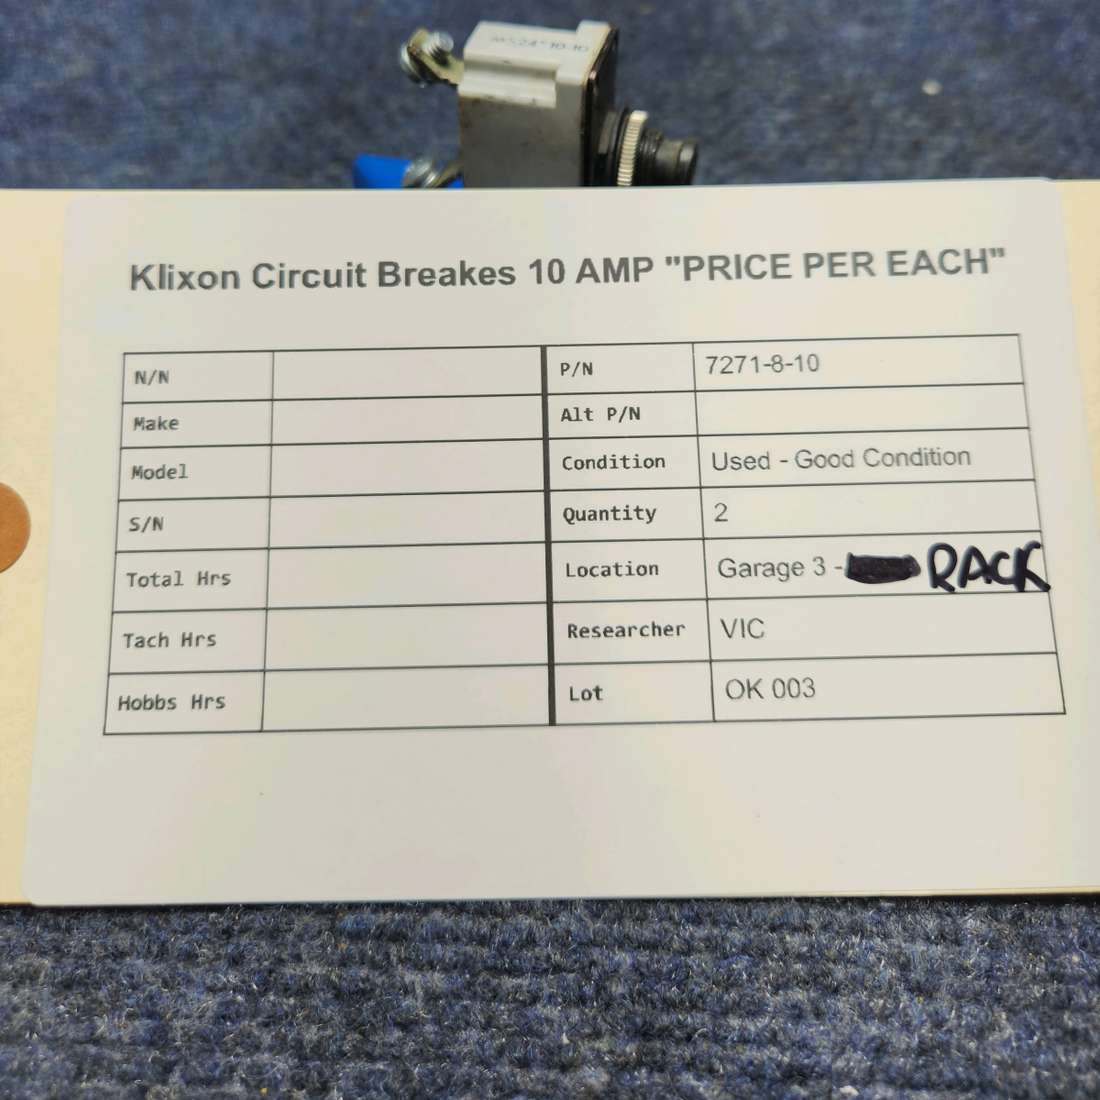 Klixon Circuit Breakes 10 AMP "PRICE PER EACH"
N/N
P/N 7271-8-10
Make
Alt P/N
Model
Condition Used - Good Condition
S/N
Quantity 2
Total Hrs
Location Garage 3 - RACK
Tach Hrs
Researcher VIC
Hobbs Hrs
Lot OK 003